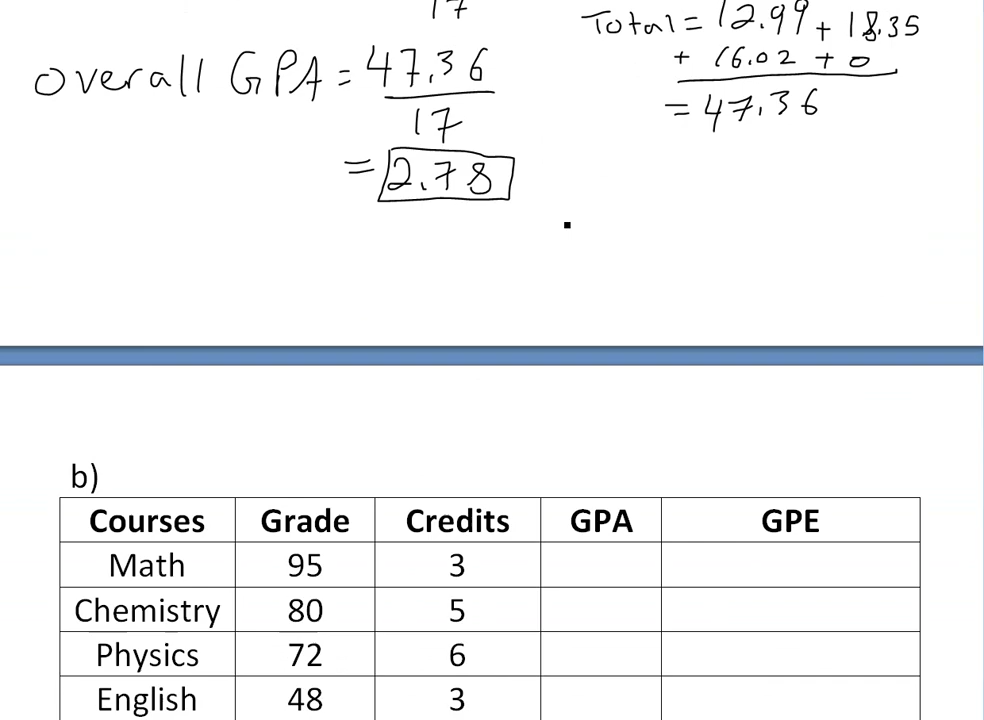 17
Total = 12.99 + 18.35
+ 16.02 + 0
= 47.36
Overall GPA = 47.36
17
= 2.78
b)
Courses Grade Credits GPA GPE
Math 95 3
Chemistry 80 5
Physics 72 6
English 48 3